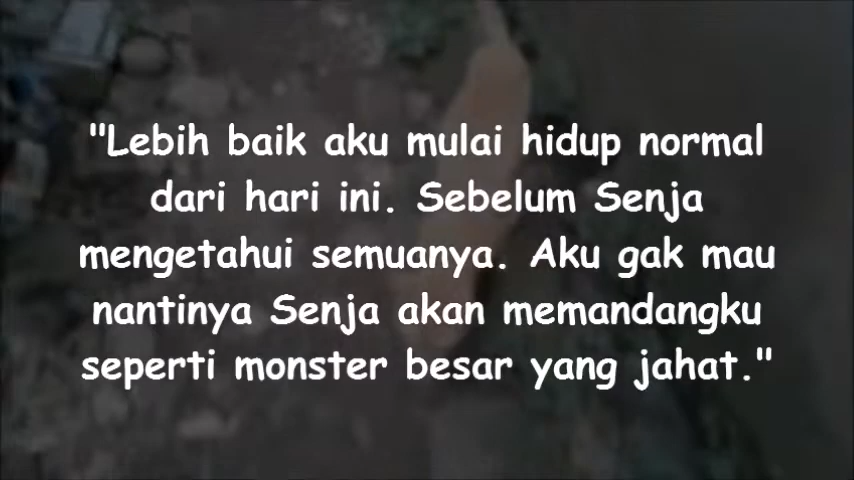 "Lebih baik aku mulai hidup normal
dari hari ini. Sebelum Senja
mengetahui semuanya. Aku gak mau
nantinya Senja akan memandangku
seperti monster besar yang jahat."